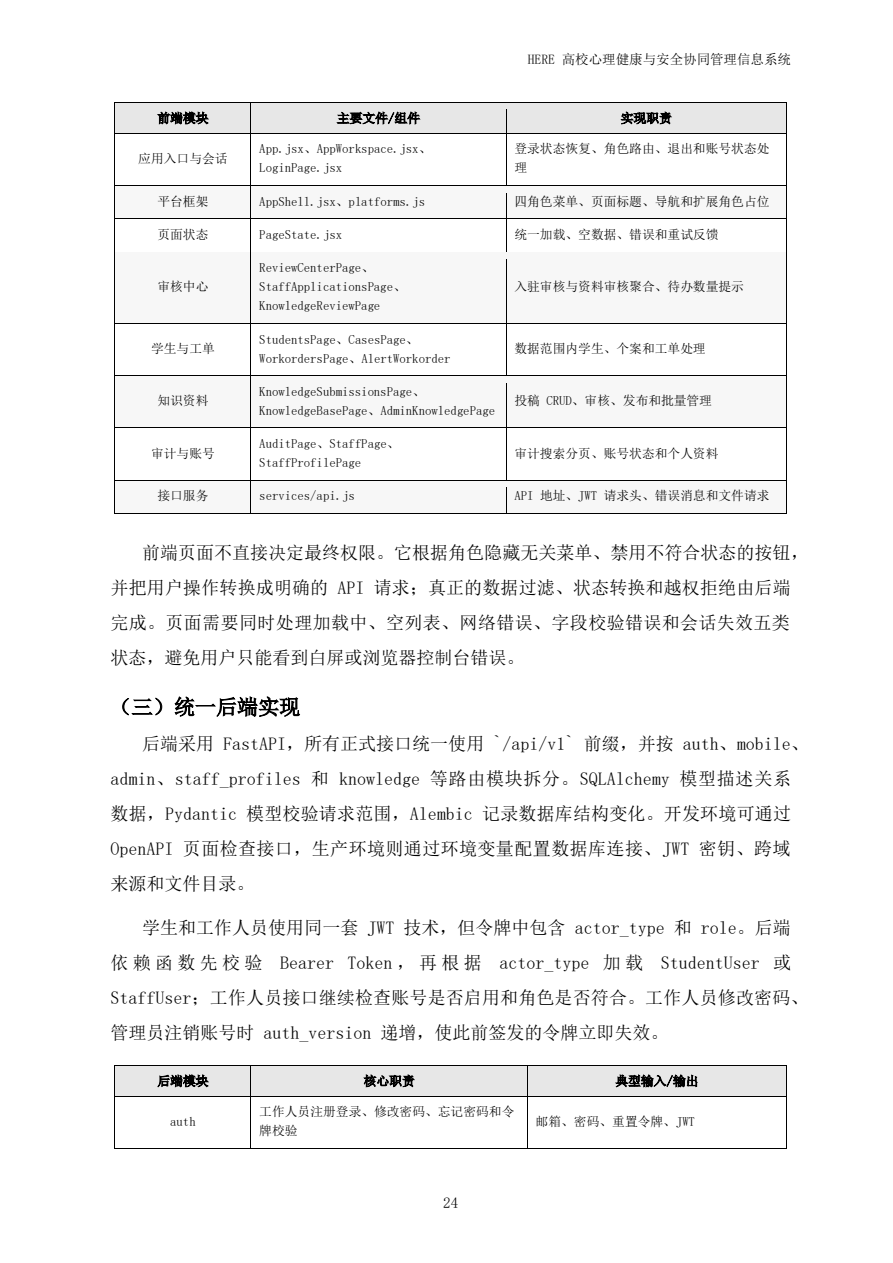 HERE 高校心理健康与安全协同管理信息系统
前端模块 主要文件/组件 实现职责
应用入口与会话 App.jsx、AppWorkspace.jsx、 登录状态恢复、角色路由、退出和账号状态处
LoginPage.jsx 理
平台框架 AppShell.jsx、platforms.js 四角色菜单、页面标题、导航和扩展角色占位
页面状态 PageState.jsx 统一加载、空数据、错误和重试反馈
ReviewCenterPage、
审核中心 StaffApplicationsPage、 入驻审核与资料审核聚合、待办数量提示
KnowledgeReviewPage
学生与工单 StudentsPage、CasesPage、 数据范围内学生、个案和工单处理
WorkordersPage、AlertWorkorder
知识资料 KnowledgeSubmissionsPage、 投稿 CRUD、审核、发布和批量管理
KnowledgeBasePage、AdminKnowledgePage
审计与账号 AuditPage、StaffPage、 审计搜索分页、账号状态和个人资料
StaffProfilePage
接口服务 services/api.js API 地址、JWT 请求头、错误消息和文件请求
前端页面不直接决定最终权限。它根据角色隐藏无关菜单、禁用不符合状态的按钮，
并把用户操作转换成明确的 API 请求；真正的数据过滤、状态转换和越权拒绝由后端
完成。页面需要同时处理加载中、空列表、网络错误、字段校验错误和会话失效五类
状态，避免用户只能看到白屏或浏览器控制台错误。
（三）统一后端实现
后端采用 FastAPI，所有正式接口统一使用 `/api/v1` 前缀，并按 auth、mobile、
admin、staff_profiles 和 knowledge 等路由模块拆分。SQLAlchemy 模型描述关系
数据，Pydantic 模型校验请求范围，Alembic 记录数据库结构变化。开发环境可通过
OpenAPI 页面检查接口，生产环境则通过环境变量配置数据库连接、JWT 密钥、跨域
来源和文件目录。
学生和工作人员使用同一套 JWT 技术，但令牌中包含 actor_type 和 role。后端
依赖函数先校验 Bearer Token，再根据 actor_type 加载 StudentUser 或
StaffUser；工作人员接口继续检查账号是否启用和角色是否符合。工作人员修改密码、
管理员注销账号时 auth_version 递增，使此前签发的令牌立即失效。
后端模块 核心职责 典型输入/输出
auth 工作人员注册登录、修改密码、忘记密码和令 邮箱、密码、重置令牌、JWT
牌校验
24